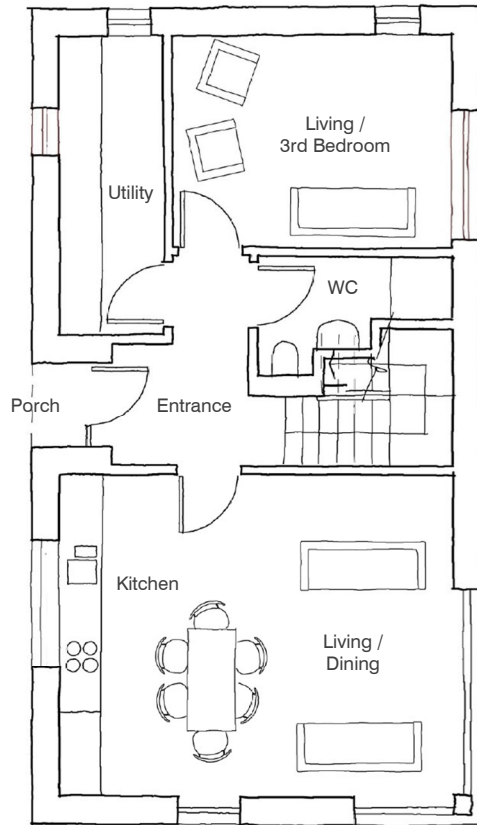 Living /
3rd Bedroom
Utility
WC
Porch
Entrance
Kitchen
Living /
Dining